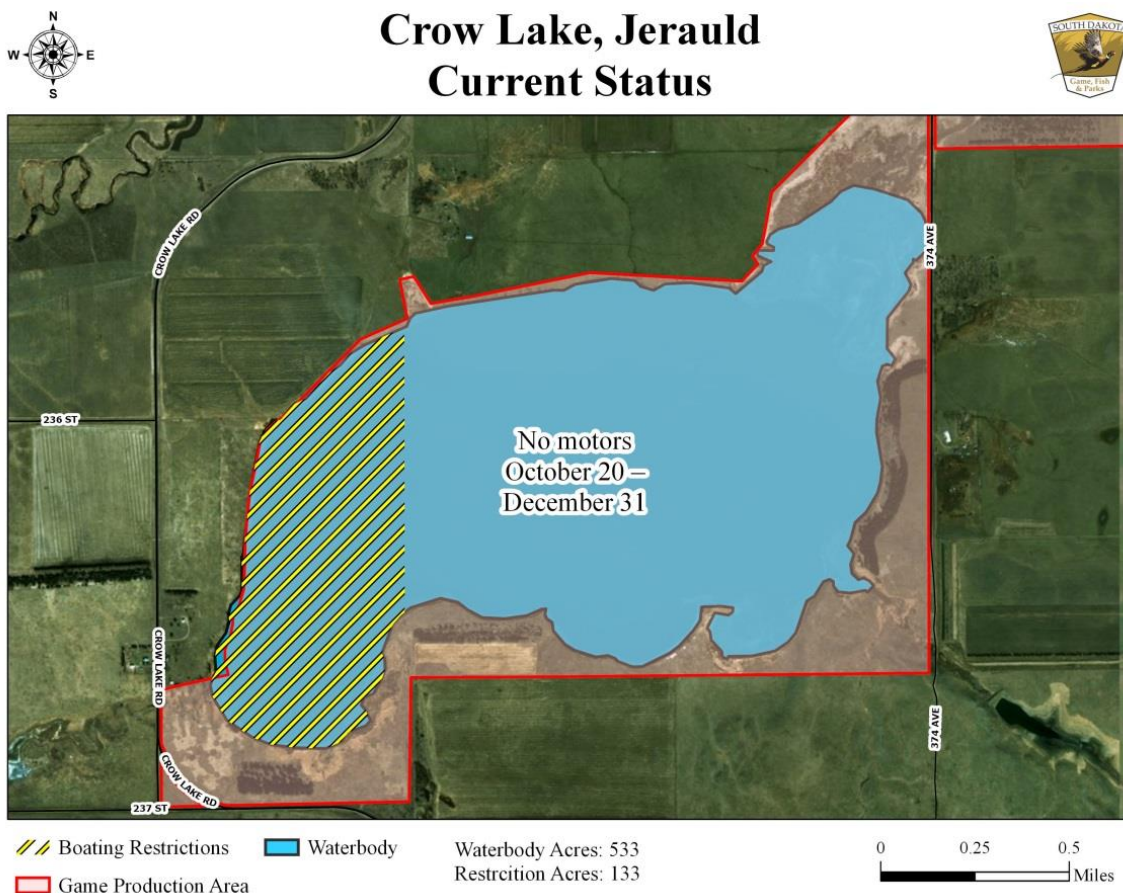 Crow Lake, Jerauld
Current Status
N
W
E
S
SOUTH DAKOTA
Game, Fish
& Parks
CROW LAKE RD
374 AVE
236 ST
No motors
October 20 –
December 31
CROW LAKE RD
374 AVE
CROW LAKE RD
237 ST
Boating Restrictions
Waterbody
Game Production Area
Waterbody Acres: 533
Restrcition Acres: 133
0 0.25 0.5
Miles